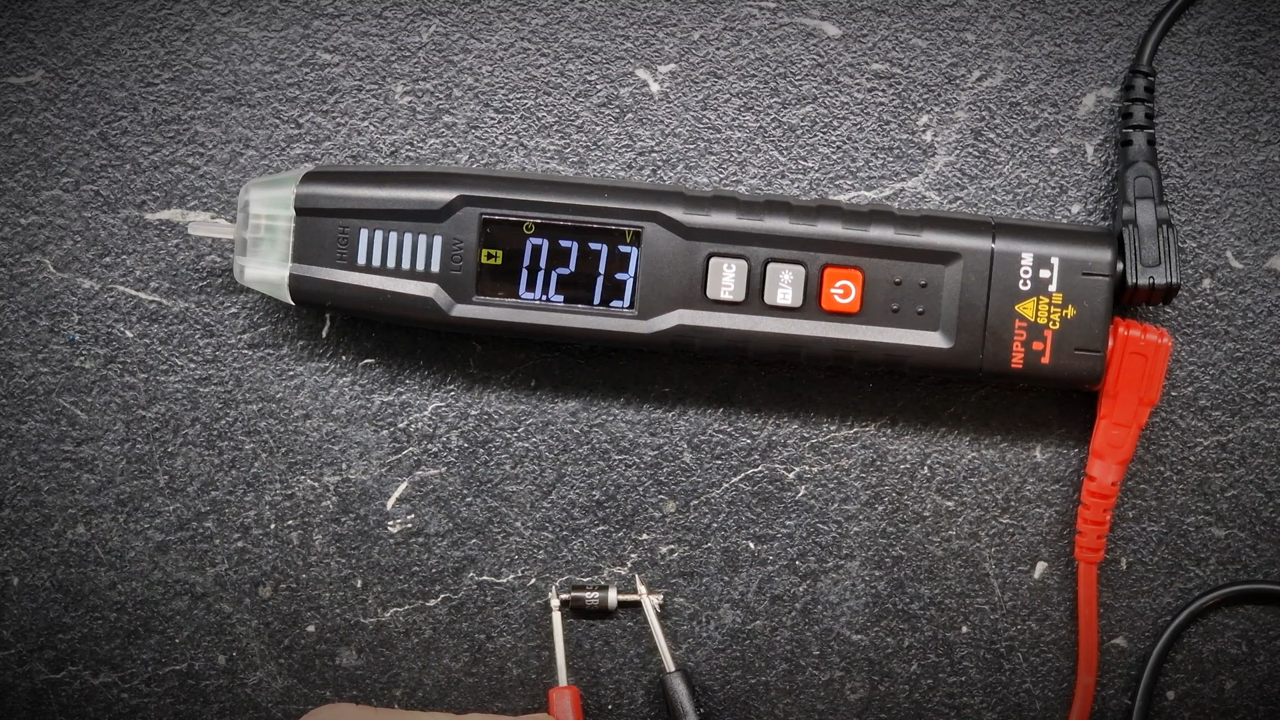 HIGH
LOW
0.273
V
FUNC
H/
COM
600V
CAT III
INPUT